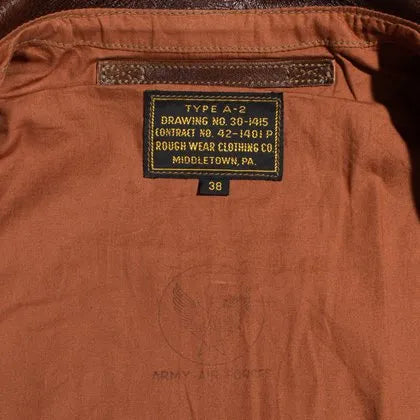 TYPE A-2
DRAWING NO. 30-1415
CONTRACT NO. 42-1401 P
ROUGH WEAR CLOTHING CO.
MIDDLETOWN, PA.
38
ARMY AIR FORCES